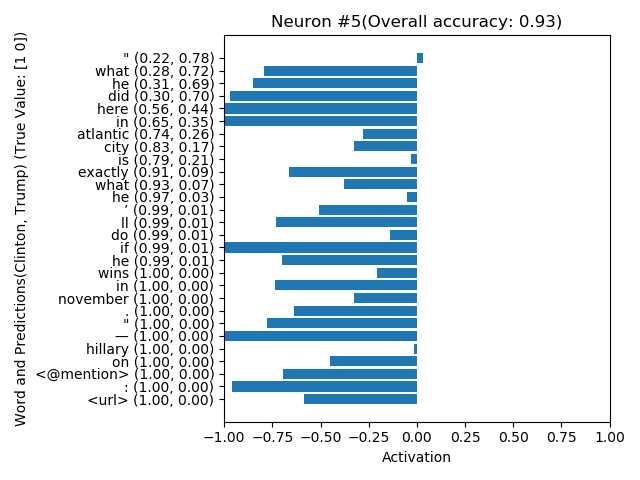 Neuron #5(Overall accuracy: 0.93)
Word and Predictions(Clinton, Trump) (True Value: [1 0])
" (0.22, 0.78)
what (0.28, 0.72)
he (0.31, 0.69)
did (0.30, 0.70)
here (0.56, 0.44)
in (0.65, 0.35)
atlantic (0.74, 0.26)
city (0.83, 0.17)
is (0.79, 0.21)
exactly (0.91, 0.09)
what (0.93, 0.07)
he (0.97, 0.03)
’ (0.99, 0.01)
ll (0.99, 0.01)
do (0.99, 0.01)
if (0.99, 0.01)
he (0.99, 0.01)
wins (1.00, 0.00)
in (1.00, 0.00)
november (1.00, 0.00)
. (1.00, 0.00)
" (1.00, 0.00)
— (1.00, 0.00)
hillary (1.00, 0.00)
on (1.00, 0.00)
<@mention> (1.00, 0.00)
: (1.00, 0.00)
<url> (1.00, 0.00)
−1.00 −0.75 −0.50 −0.25 0.00 0.25 0.50 0.75 1.00
Activation